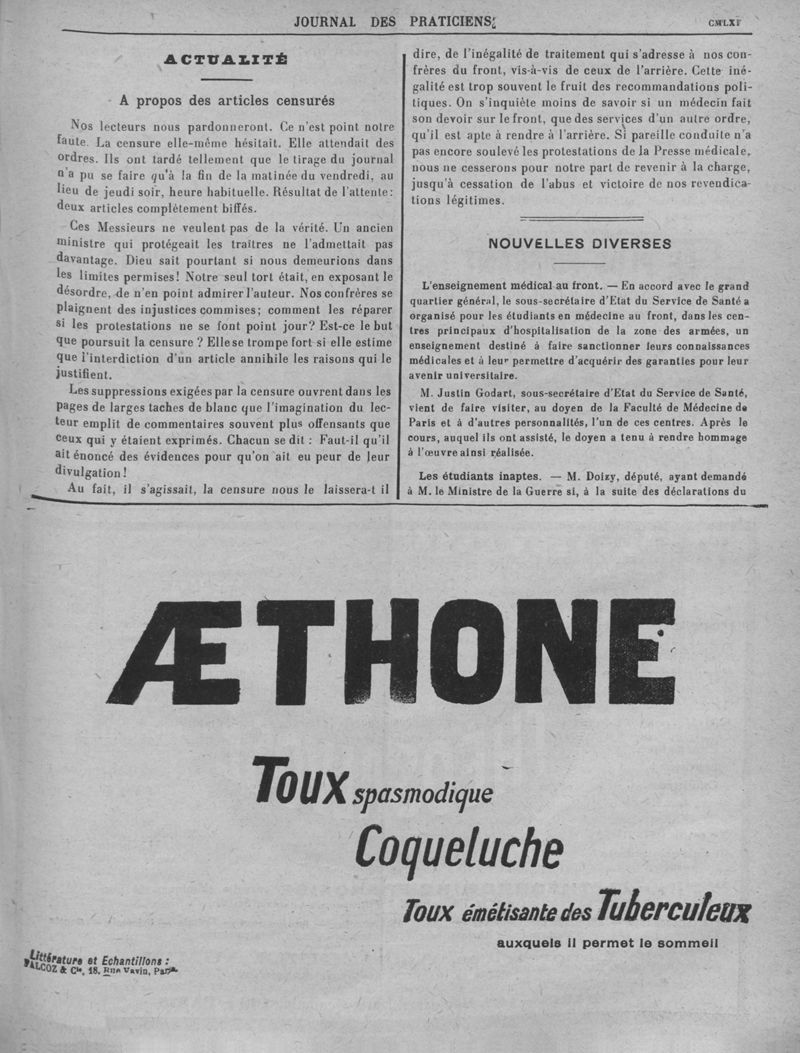 JOURNAL DES PRATICIENS
ACTUALITÉ
A propos des articles censurés
Nos lecteurs nous pardonneront. Ce n'est point notre
faute. La censure elle-même hésitait. Elle attendait des
ordres. Ils ont tardé tellement que le tirage du journal
n'a pu se faire qu'à la fin de la matinée du vendredi, au
lieu de jeudi soir, heure habituelle. Résultat de l'attente:
deux articles complètement biffés.
Ces Messieurs ne veulent pas de la vérité. Un ancien
ministre qui protégeait les traîtres ne l'admettait pas
davantage. Dieu sait pourtant si nous demeurions dans
les limites permises! Notre seul tort était, en exposant le
désordre, de n'en point admirer l'auteur. Nos confrères se
plaignent des injustices commises; comment les réparer
si les protestations ne se font point jour? Est-ce le but
que poursuit la censure ? Elle se trompe fort si elle estime
que l'interdiction d'un article annihile les raisons qui le
justifient.
Les suppressions exigées par la censure ouvrent dans les
pages de larges taches de blanc que l'imagination du lec-
teur emplit de commentaires souvent plus offensants que
ceux qui y étaient exprimés. Chacun se dit : Faut-il qu'il
ait énoncé des évidences pour qu'on ait eu peur de leur
divulgation!
Au fait, il s'agissait, la censure nous le laissera-t il
dire, de l'inégalité de traitement qui s'adresse à nos con-
frères du front, vis-à-vis de ceux de l'arrière. Cette iné-
galité est trop souvent le fruit des recommandations poli-
tiques. On s'inquiète moins de savoir si un médecin fait
son devoir sur le front, que des services d'un autre ordre,
qu'il est apte à rendre à l'arrière. Si pareille conduite n'a
pas encore soulevé les protestations de la Presse médicale,
nous ne cesserons pour notre part de revenir à la charge,
jusqu'à cessation de l'abus et victoire de nos revendica-
tions légitimes.
NOUVELLES DIVERSES
L'enseignement médical au front. — En accord avec le grand
quartier général, le sous-secrétaire d'Etat du Service de Santé a
organisé pour les étudiants en médecine au front, dans les cen-
tres principaux d'hospitalisation de la zone des armées, un
enseignement destiné à faire sanctionner leurs connaissances
médicales et à leur permettre d'acquérir des garanties pour leur
avenir universitaire.
M. Justin Godart, sous-secrétaire d'Etat du Service de Santé,
vient de faire visiter, au doyen de la Faculté de Médecine de
Paris et à d'autres personnalités, l'un de ces centres. Après le
cours, auquel ils ont assisté, le doyen a tenu à rendre hommage
à l'œuvre ainsi réalisée.
Les étudiants inaptes. — M. Doizy, député, ayant demandé
à M. le Ministre de la Guerre si, à la suite des déclarations du
ÆTHONE
Toux spasmodique
Coqueluche
Toux émétisante des Tuberculeux
auxquels il permet le sommeil
Littérature et Echantillons :
FALCOZ & Cie, 18, Rue Vavin, Paris.